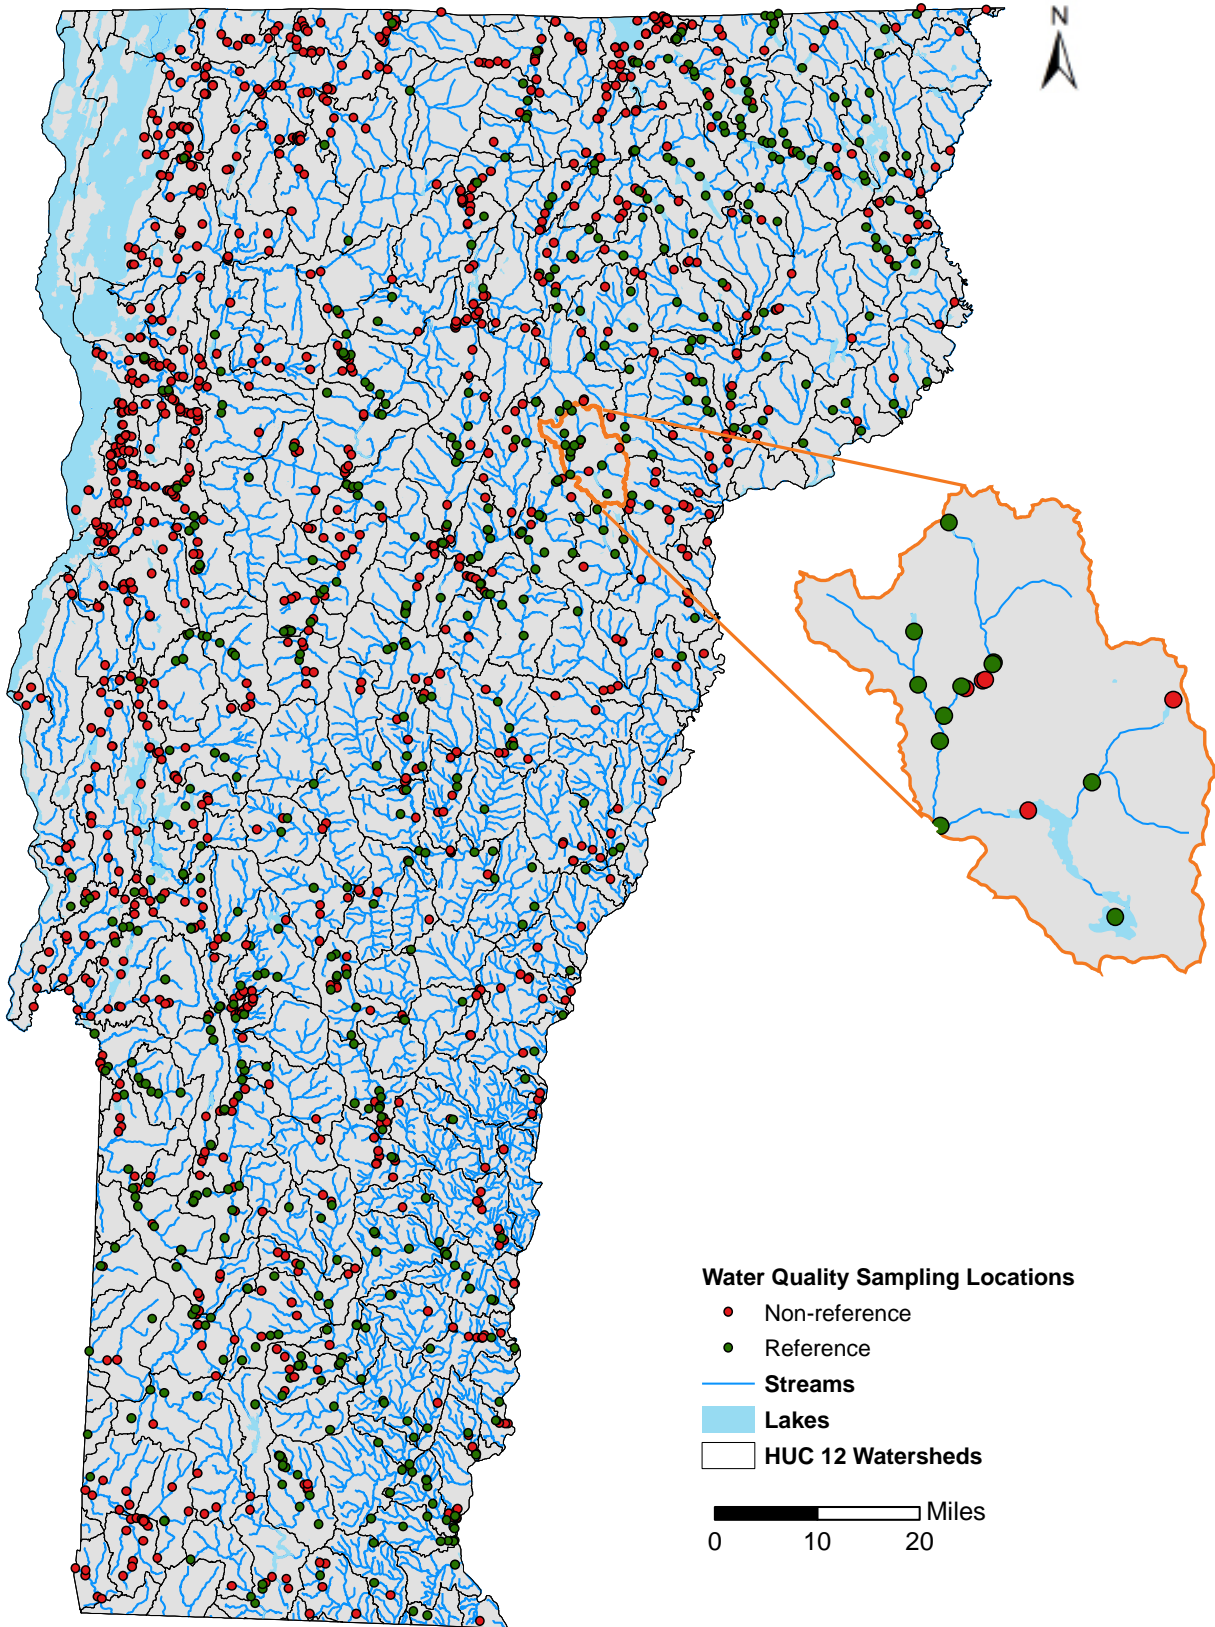 N
Water Quality Sampling Locations
Non-reference
Reference
Streams
Lakes
HUC 12 Watersheds
Miles
0 10 20